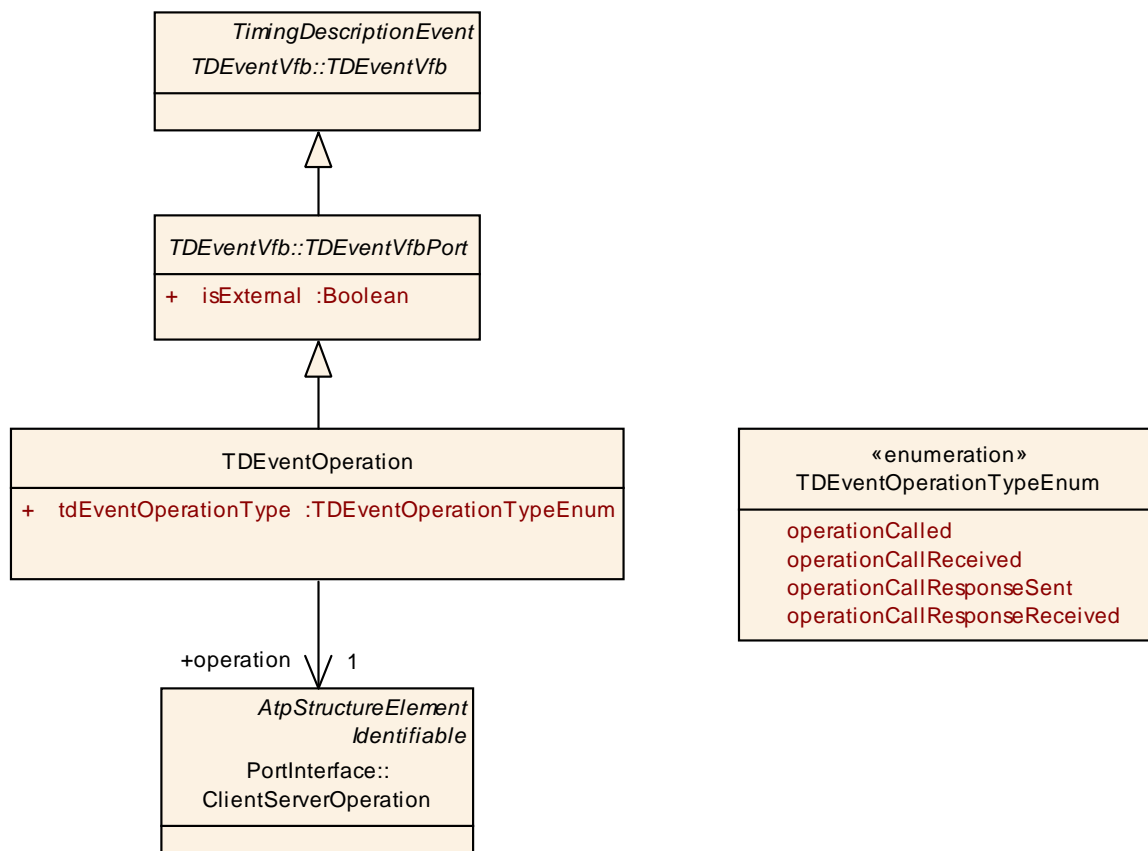 TimingDescriptionEvent
TDEventVfb::TDEventVfb
TDEventVfb::TDEventVfbPort
+ isExternal :Boolean
TDEventOperation
+ tdEventOperationType :TDEventOperationTypeEnum
«enumeration»
TDEventOperationTypeEnum
operationCalled
operationCallReceived
operationCallResponseSent
operationCallResponseReceived
+operation 1
AtpStructureElement
Identifiable
PortInterface::
ClientServerOperation